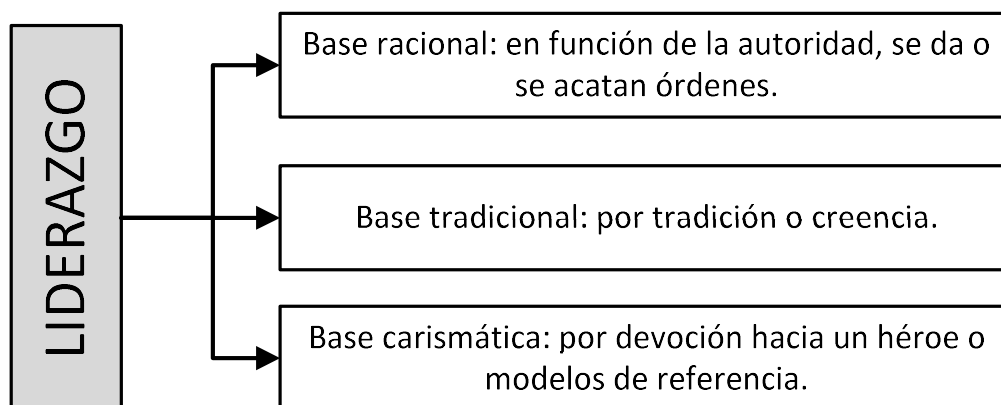 LIDERAZGO
Base racional: en función de la autoridad, se da o
se acatan órdenes.
Base tradicional: por tradición o creencia.
Base carismática: por devoción hacia un héroe o
modelos de referencia.